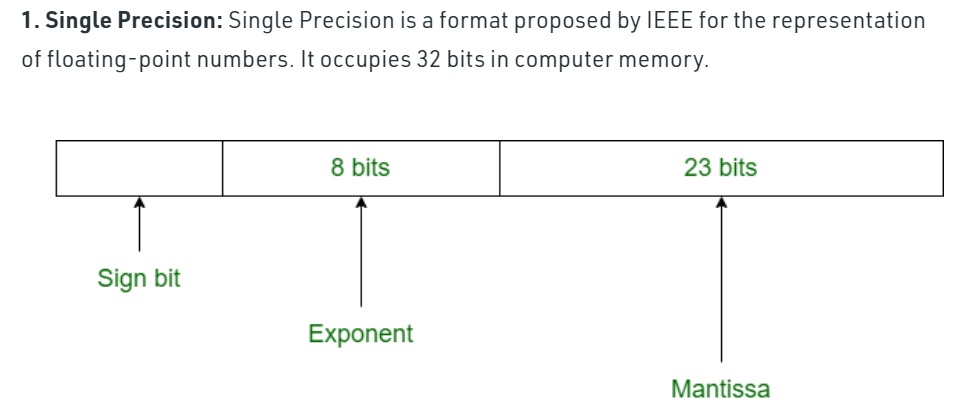 1. Single Precision: Single Precision is a format proposed by IEEE for the representation
of floating-point numbers. It occupies 32 bits in computer memory.
8 bits 23 bits
Sign bit
Exponent
Mantissa